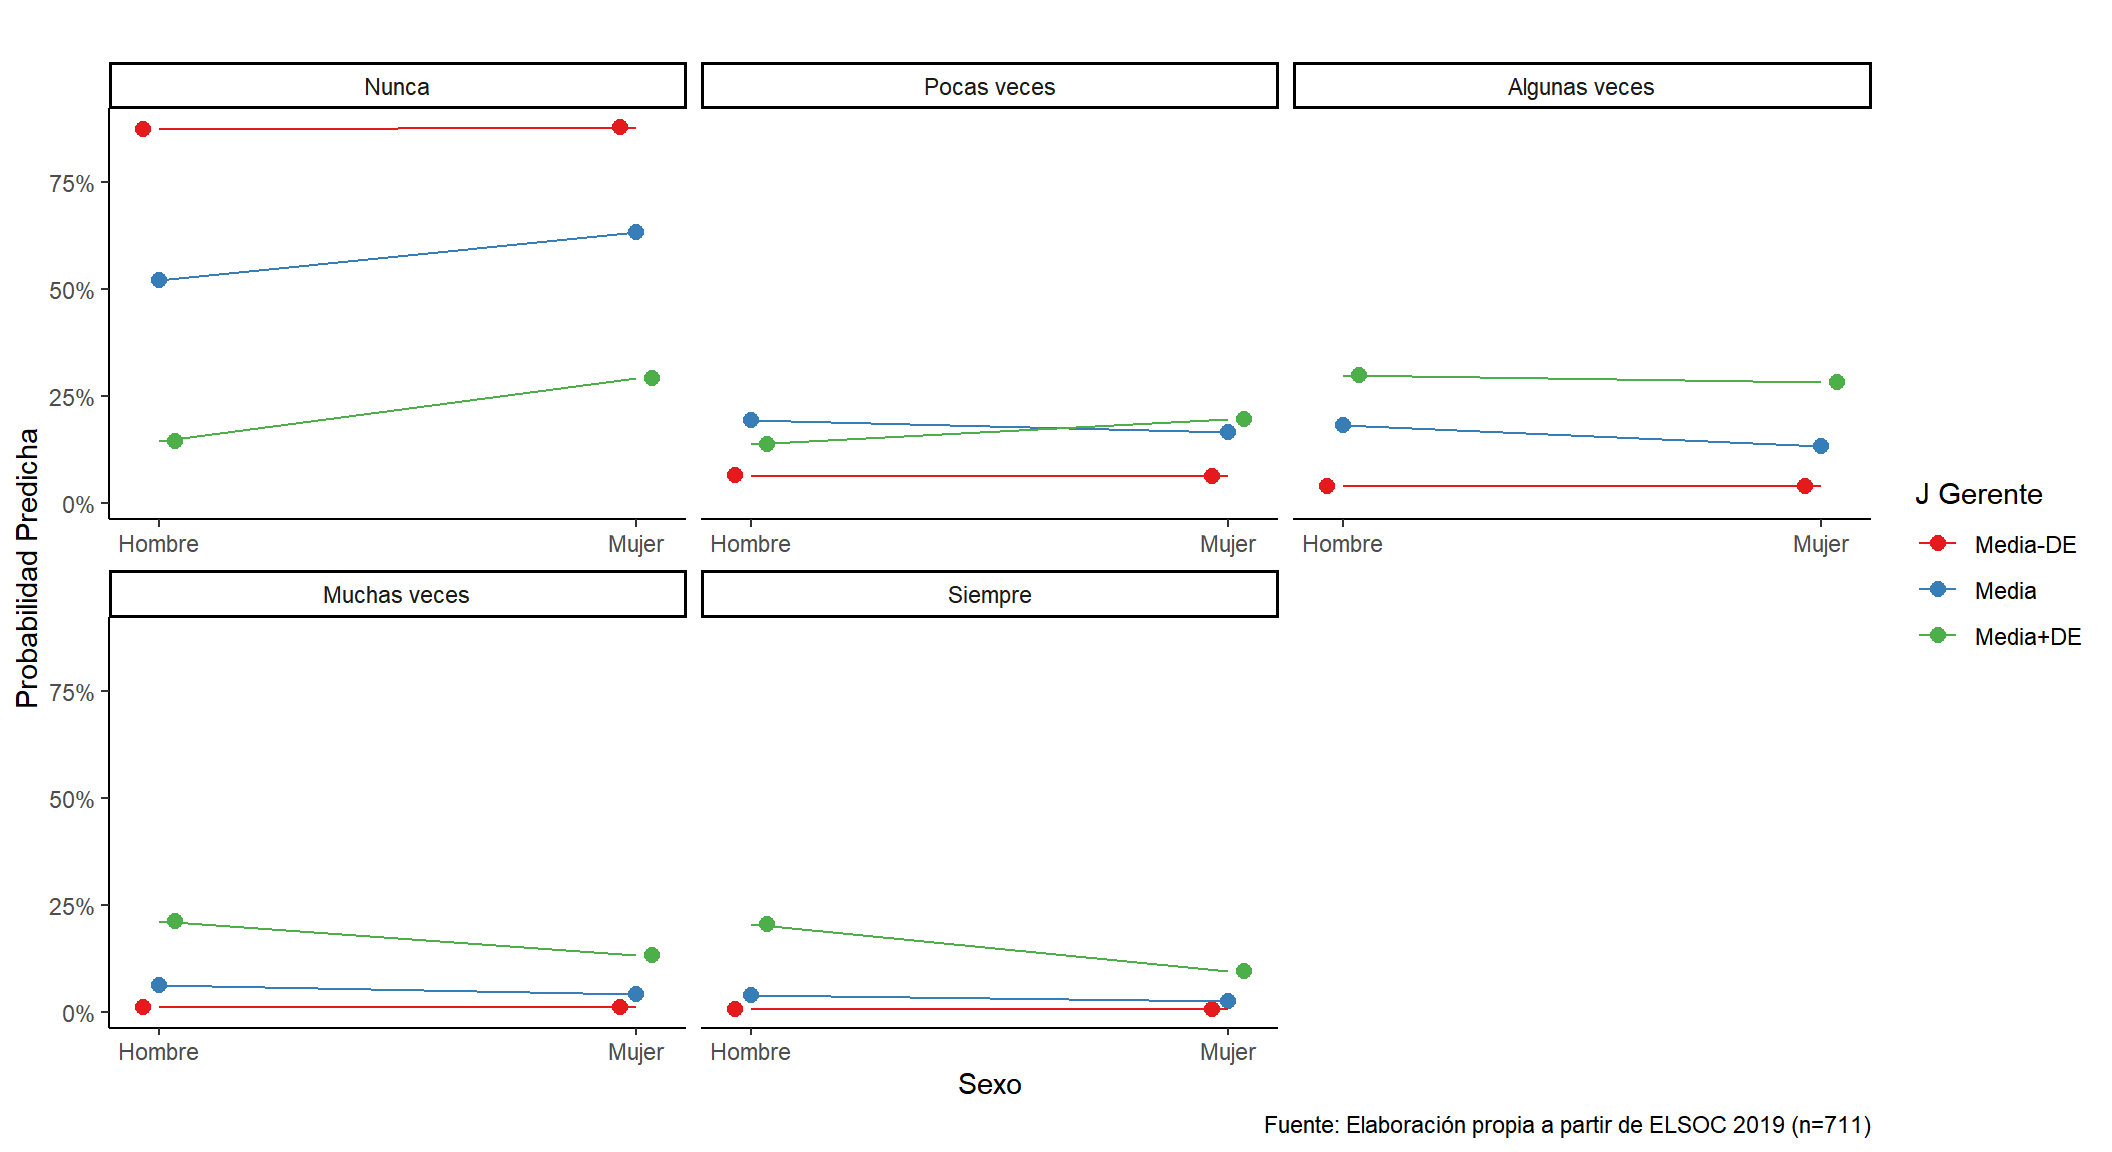 Nunca
Pocas veces
Algunas veces
75%
50%
25%
0%
Hombre
Mujer
Hombre
Mujer
Hombre
Mujer
Muchas veces
Siempre
75%
50%
25%
0%
Hombre
Mujer
Hombre
Mujer
Probabilidad Predicha
Sexo
J Gerente
Media-DE
Media
Media+DE
Fuente: Elaboración propia a partir de ELSOC 2019 (n=711)